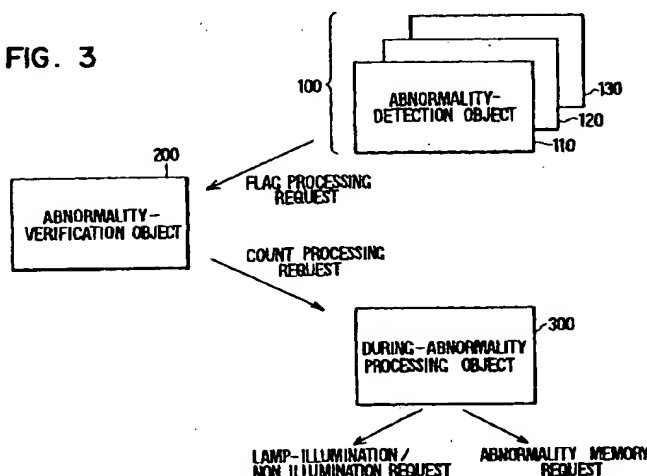 FIG. 3
100
ABNORMALITY-
DETECTION OBJECT
130
120
110
200
FLAG PROCESSING
REQUEST
ABNORMALITY-
VERIFICATION OBJECT
COUNT PROCESSING
REQUEST
300
DURING-ABNORMALITY
PROCESSING OBJECT
LAMP-ILLUMINATION/
NON ILLUMINATION REQUEST
ABNORMALITY MEMORY
REQUEST